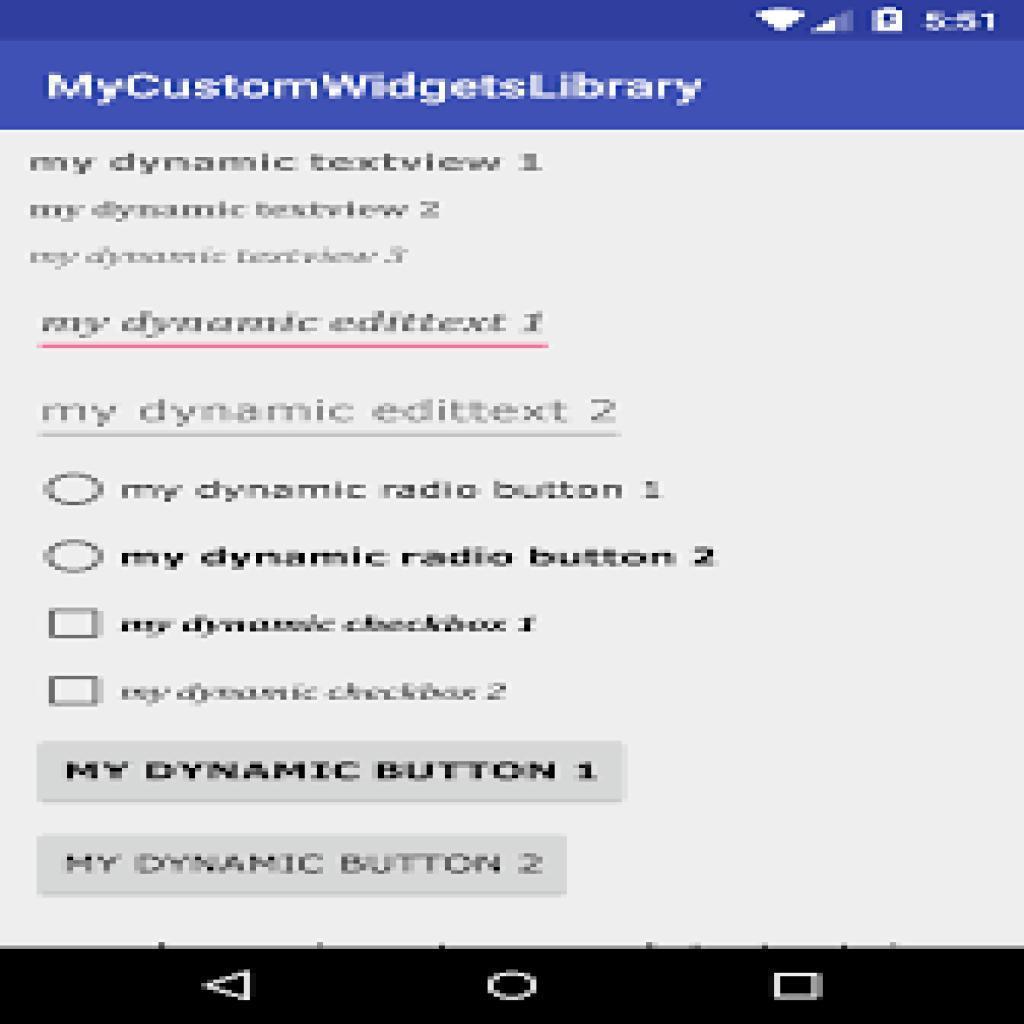 5:51
MyCustomWidgetsLibrary
my dynamic textview 1
my dynamic textview 2
my dynamic textview 3
my dynamic edittext 1
my dynamic edittext 2
my dynamic radio button 1
my dynamic radio button 2
my dynamic checkbox 1
my dynamic checkbox 2
MY DYNAMIC BUTTON 1
MY DYNAMIC BUTTON 2